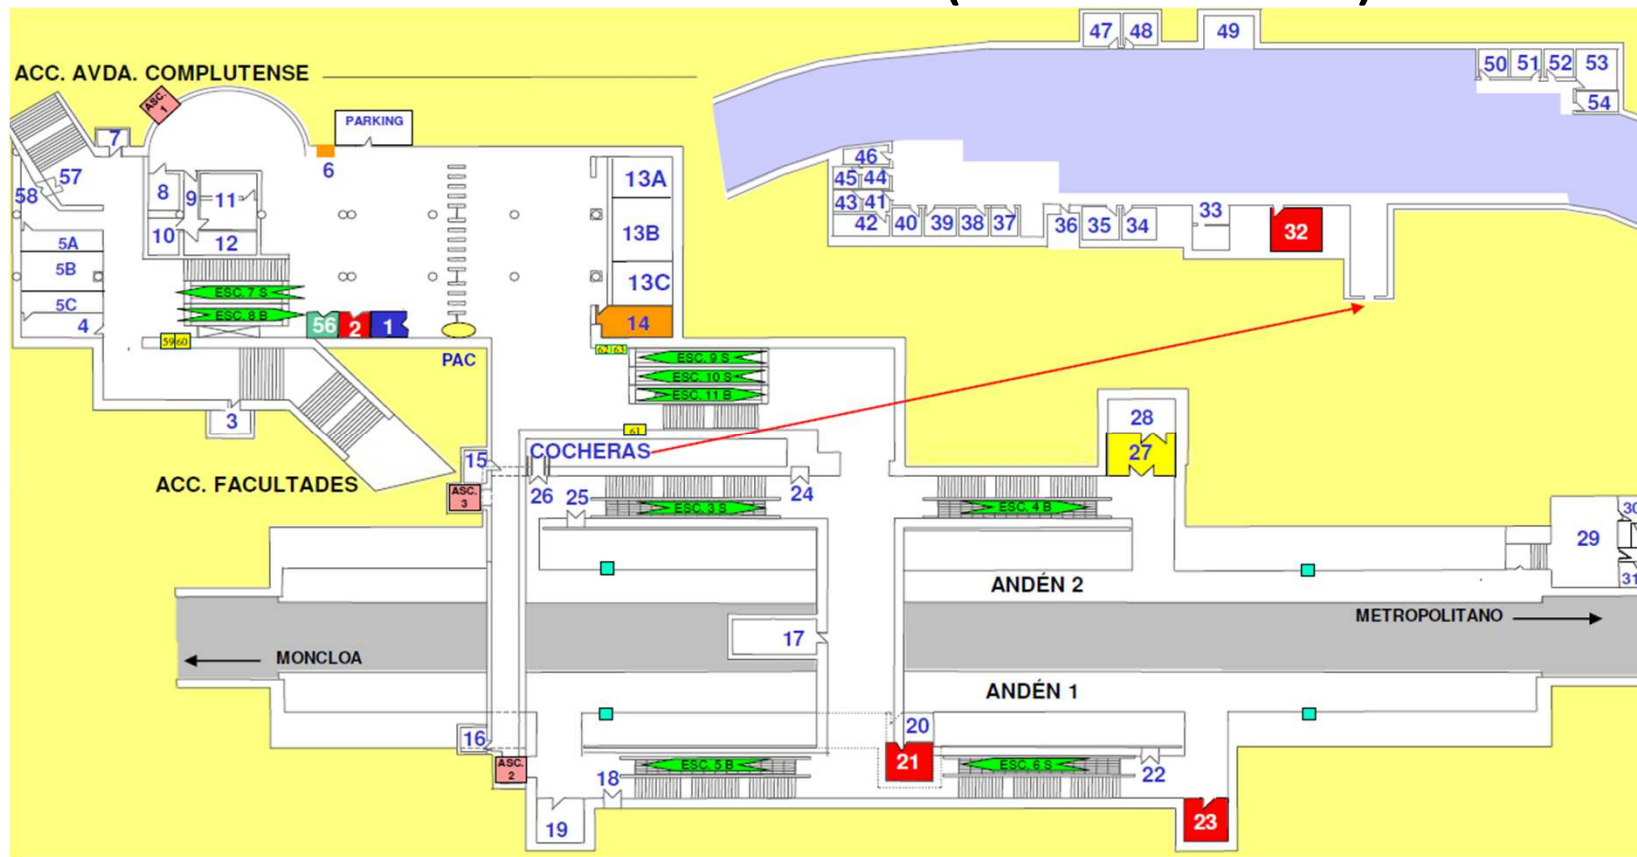 47 48 49
50 51 52 53
54
ACC. AVDA. COMPLUTENSE
ASC. 1
PARKING
7
6
57
58
8 9 11
10 12
13A
13B
13C
14
5A
5B
5C
4
ESC. 7 S
ESC. 8 B
56 2 1
PAC
59 60
62 63
ESC. 9 S
ESC. 10 S
ESC. 11 B
61
3
46
45 44
43 41
42 40 39 38 37
36 35 34
33
32
28
27
COCHERAS
15
ACC. FACULTADES
ASC. 3
26 25
24
ESC. 3 S
ESC. 4 B
30
29
31
ANDÉN 2
METROPOLITANO
17
MONCLOA
ANDÉN 1
16
20
21
ASC. 2
18
ESC. 5 B
ESC. 6 S
22
19
23